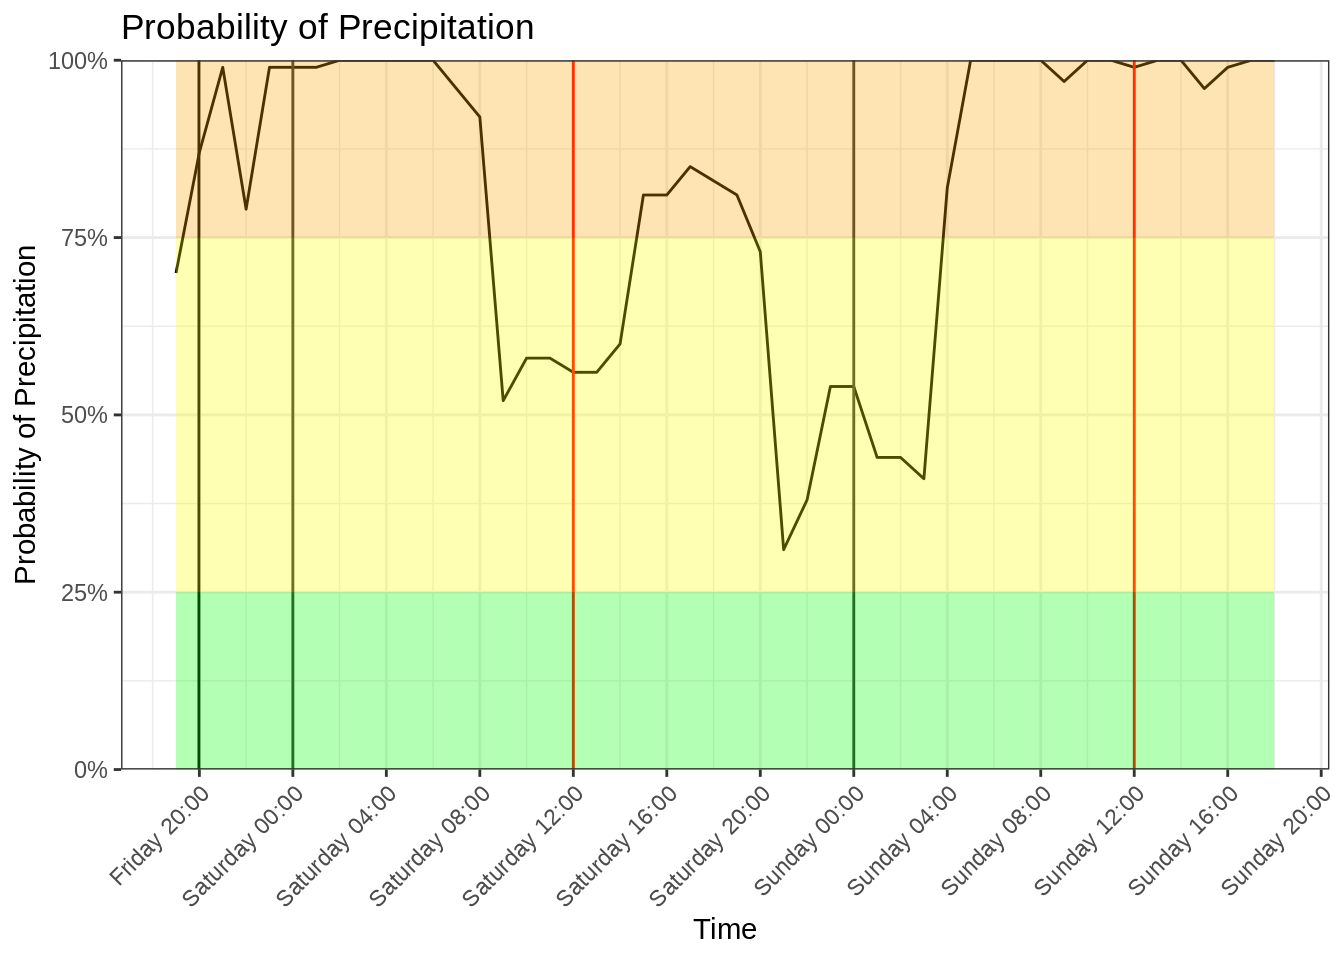 Probability of Precipitation
Probability of Precipitation
100%
75%
50%
25%
0%
Friday 20:00
Saturday 00:00
Saturday 04:00
Saturday 08:00
Saturday 12:00
Saturday 16:00
Saturday 20:00
Sunday 00:00
Sunday 04:00
Sunday 08:00
Sunday 12:00
Sunday 16:00
Sunday 20:00
Time